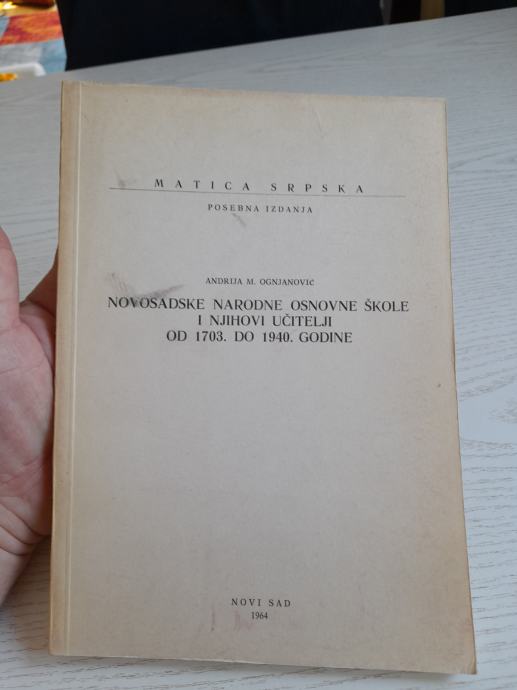 MATICA SRPSKA
POSEBNA IZDANJA
ANDRIJA M. OGNJANOVIĆ
NOVOSADSKE NARODNE OSNOVNE ŠKOLE
I NJIHOVI UČITELJI
OD 1703. DO 1940. GODINE
NOVI SAD
1964